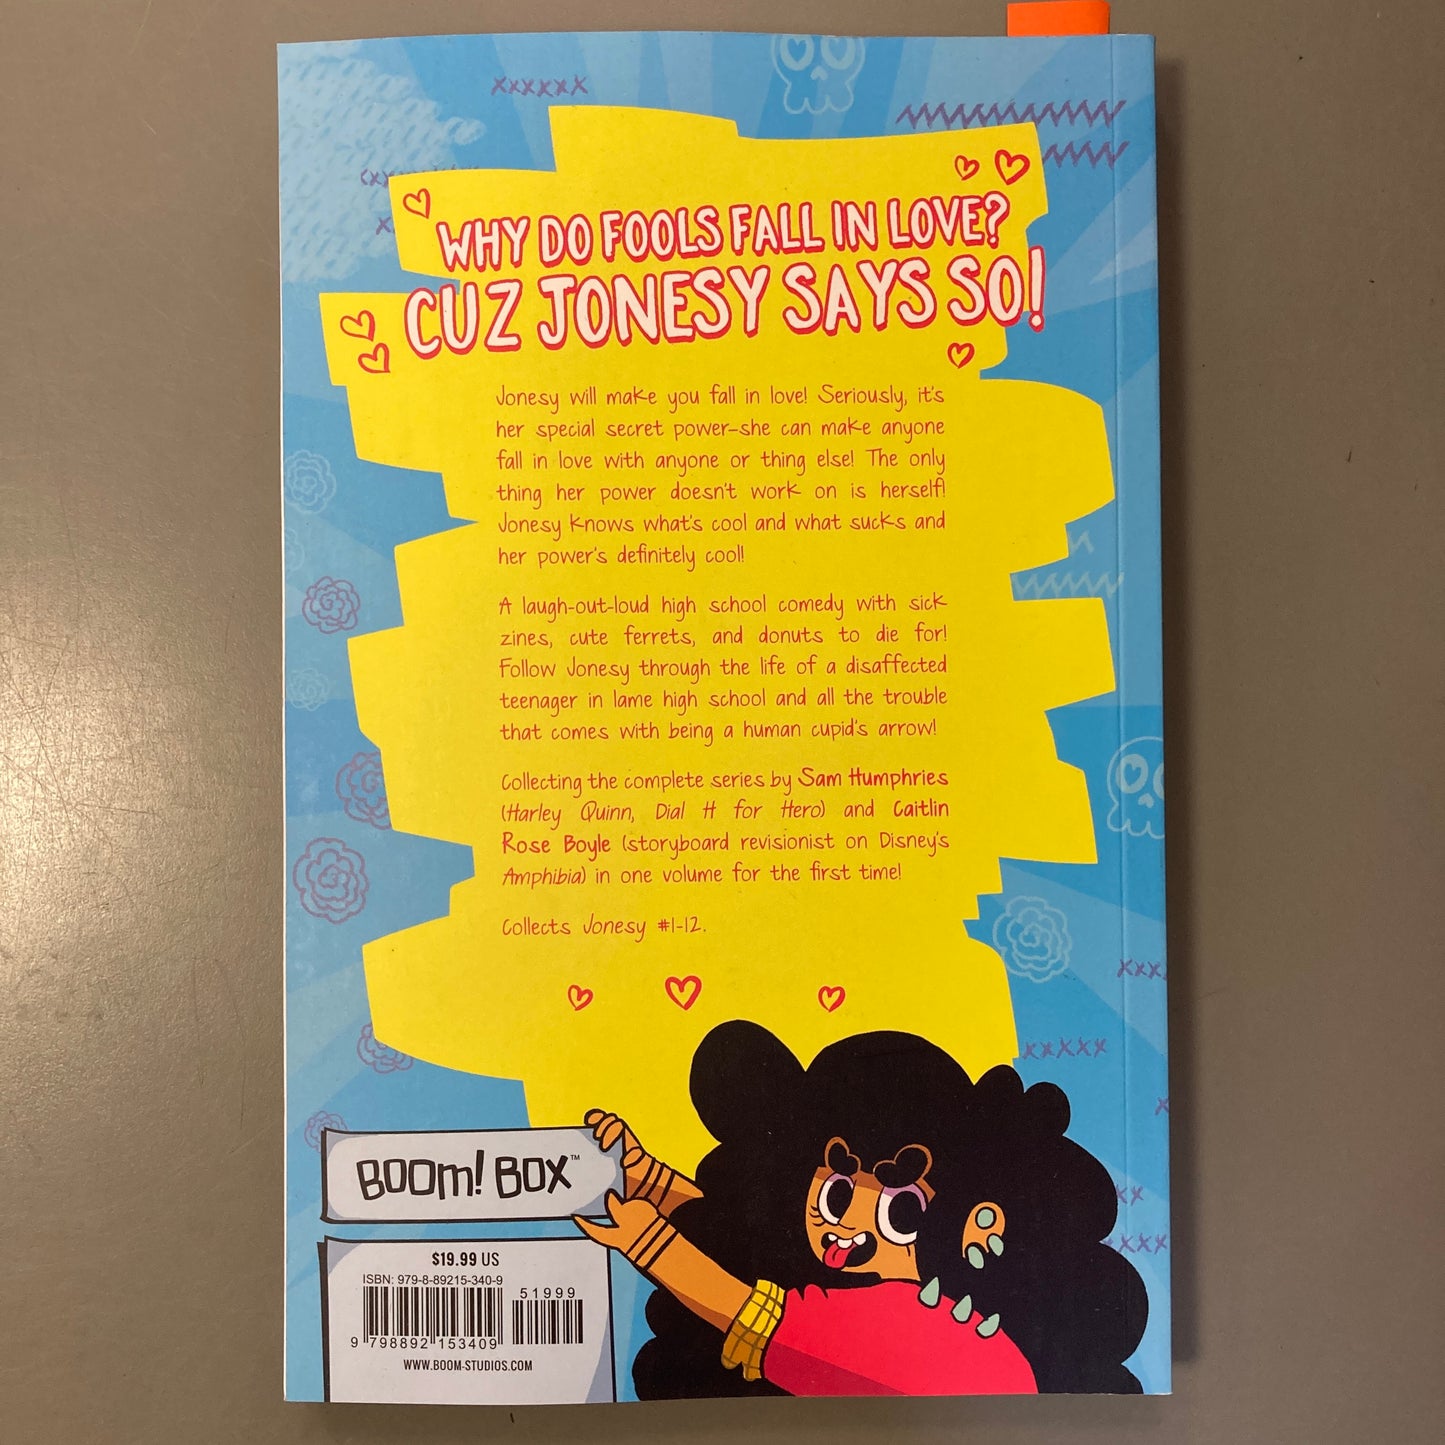 WHY DO FOOLS FALL IN LOVE?
CUZ JONESY SAYS SO!
Jonesy will make you fall in love! Seriously, it's
her special secret power–she can make anyone
fall in love with anyone or thing else! The only
thing her power doesn't work on is herself!
Jonesy knows what's cool and what sucks and
her power's definitely cool!
A laugh-out-loud high school comedy with sick
zines, cute ferrets, and donuts to die for!
Follow Jonesy through the life of a disaffected
teenager in lame high school and all the trouble
that comes with being a human cupid's arrow!
Collecting the complete series by Sam Humphries
(Harley Quinn, Dial H for Hero) and Caitlin
Rose Boyle (storyboard revisionist on Disney's
Amphibia) in one volume for the first time!
Collects Jonesy #1-12.
BOOM! BOX™
$19.99 US
ISBN: 979-8-89215-340-9
51999
9 798892 153409
WWW.BOOM-STUDIOS.COM